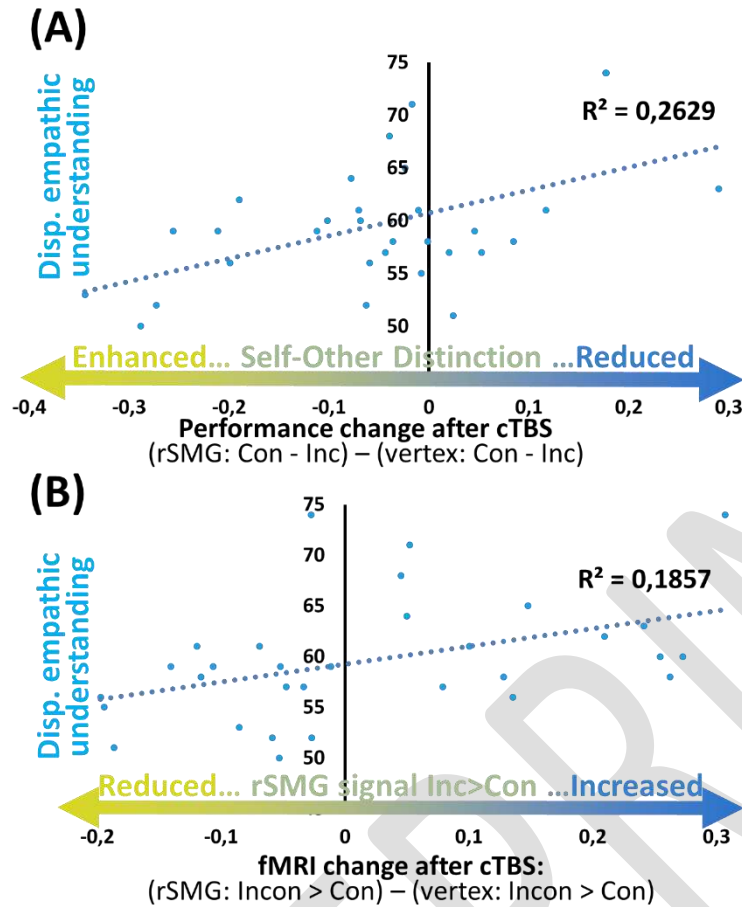 (A)
Disp. empathic
understanding
75
70
65
60
55
50
R² = 0,2629
Enhanced... Self-Other Distinction ...Reduced
-0,4 -0,3 -0,2 -0,1 0 0,1 0,2 0,3
Performance change after cTBS
(rSMG: Con - Inc) – (vertex: Con - Inc)
(B)
Disp. empathic
understanding
75
70
65
60
55
50
R² = 0,1857
Reduced... rSMG signal Inc>Con ...Increased
-0,2 -0,1 0 0,1 0,2 0,3
fMRI change after cTBS:
(rSMG: Incon > Con) – (vertex: Incon > Con)